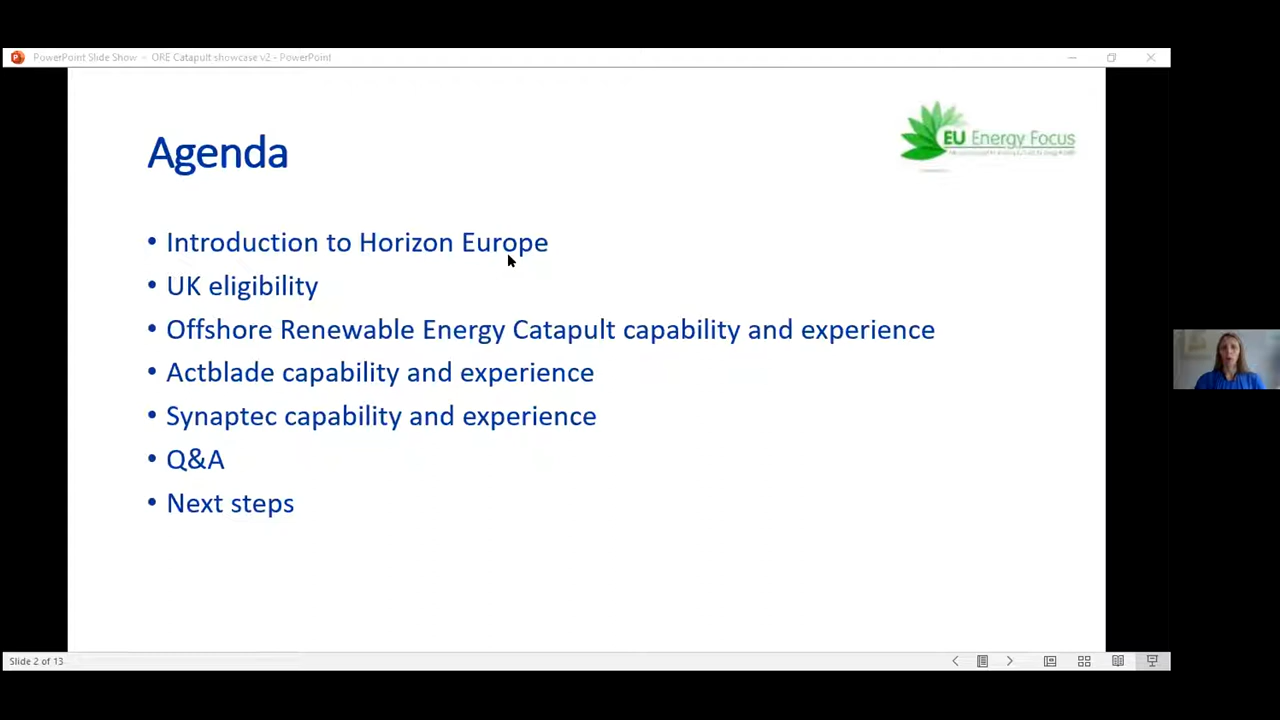 PowerPoint Slide Show - ORE Catapult showcase v2 - PowerPoint
Agenda
EU Energy Focus
• Introduction to Horizon Europe
• UK eligibility
• Offshore Renewable Energy Catapult capability and experience
• Actblade capability and experience
• Synaptec capability and experience
• Q&A
• Next steps
Slide 2 of 13